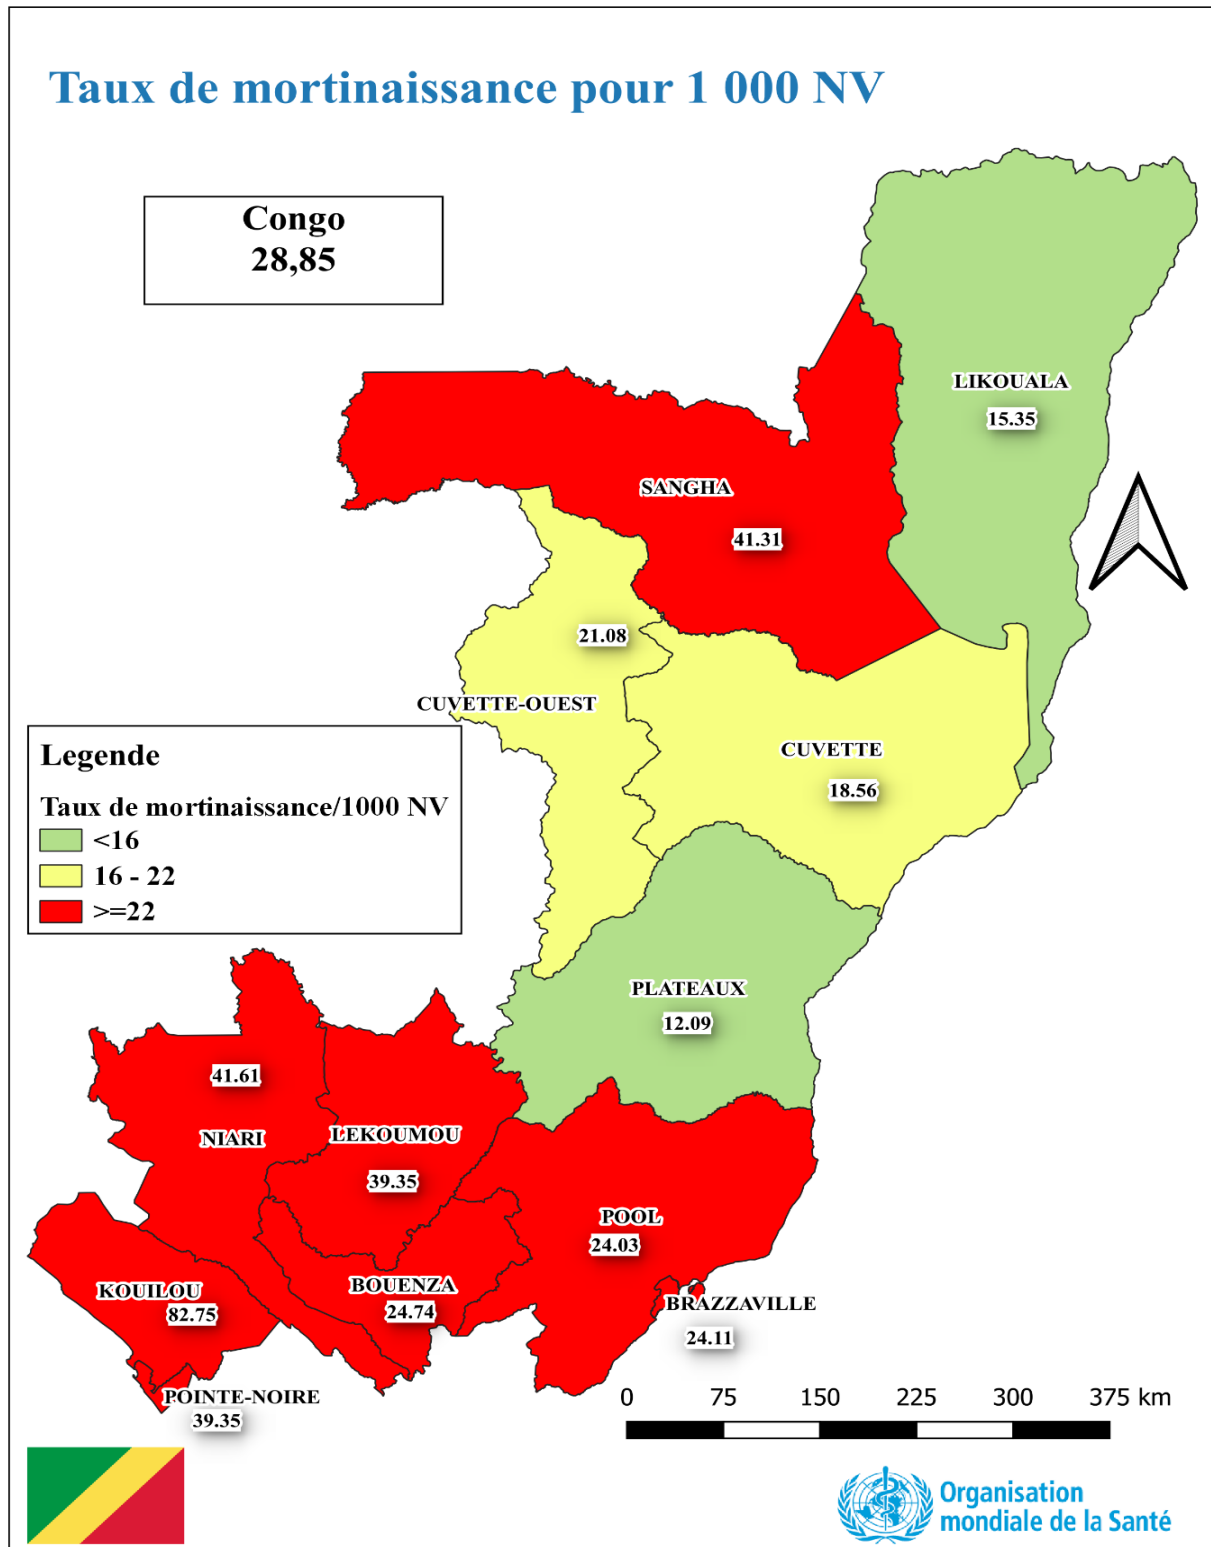 Taux de mortinaissance pour 1 000 NV
Congo
28,85
LIKOUALA
15.35
SANGHA
41.31
21.08
CUVETTE-OUEST
CUVETTE
18.56
Legende
Taux de mortinaissance/1000 NV
<16
16 - 22
>=22
PLATEAUX
12.09
41.61
NIARI
LEKOUMOU
39.35
POOL
24.03
KOUILOU
82.75
BOUENZA
24.74
BRAZZAVILLE
24.11
POINTE-NOIRE
39.35
0 75 150 225 300 375 km
Organisation
mondiale de la Santé